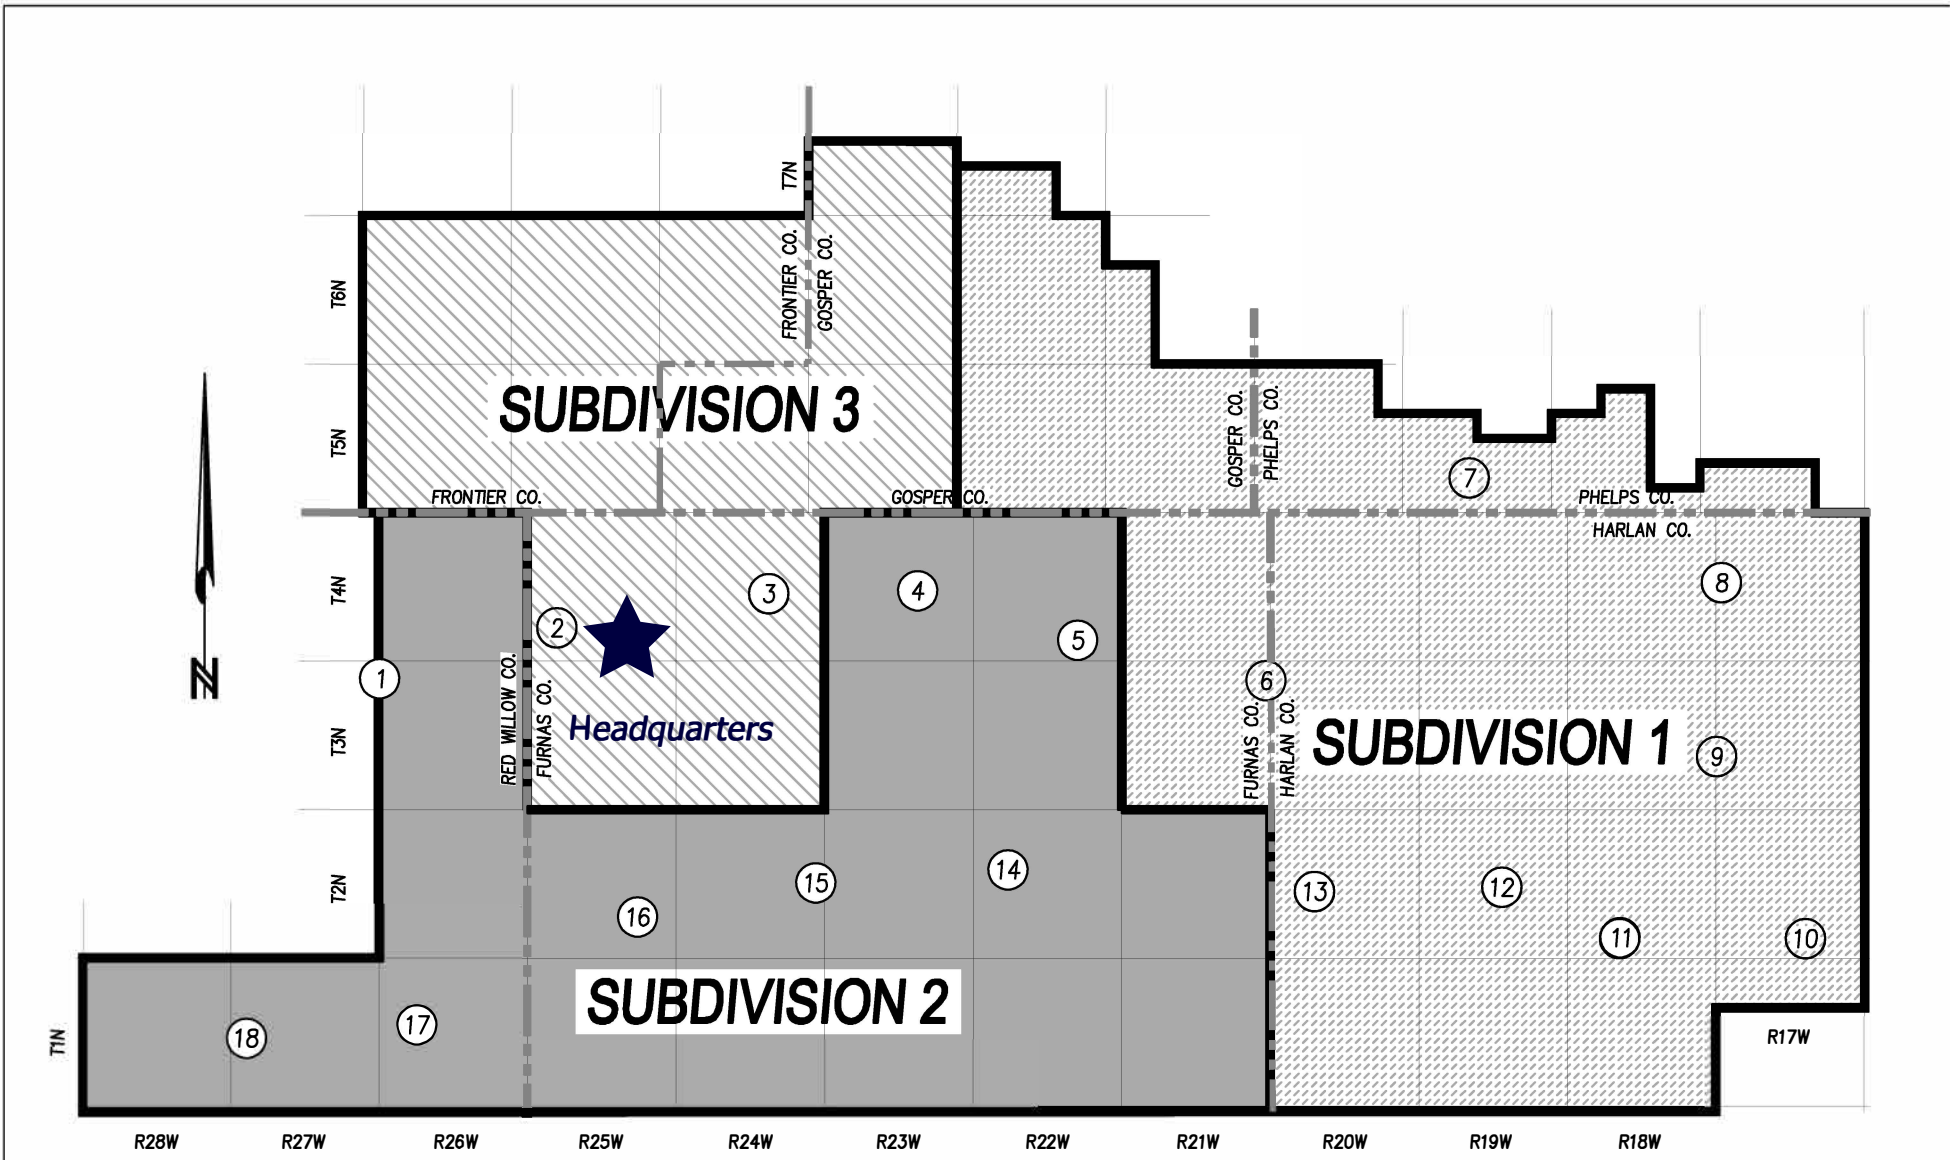 T7N
FRONTIER CO.
GOSPER CO.
T6N
SUBDIVISION 3
T5N
GOSPER CO.
PHELPS CO.
7
FRONTIER CO.
GOSPER CO.
PHELPS CO.
HARLAN CO.
T4N
3
4
8
2
5
1
6
RED WILLOW CO.
FURNAS CO.
Headquarters
T3N
FURNAS CO.
HARLAN CO.
SUBDIVISION 1
9
T2N
16
15
14
13
12
11
10
N
SUBDIVISION 2
T1N
18
17
R17W
R28W
R27W
R26W
R25W
R24W
R23W
R22W
R21W
R20W
R19W
R18W